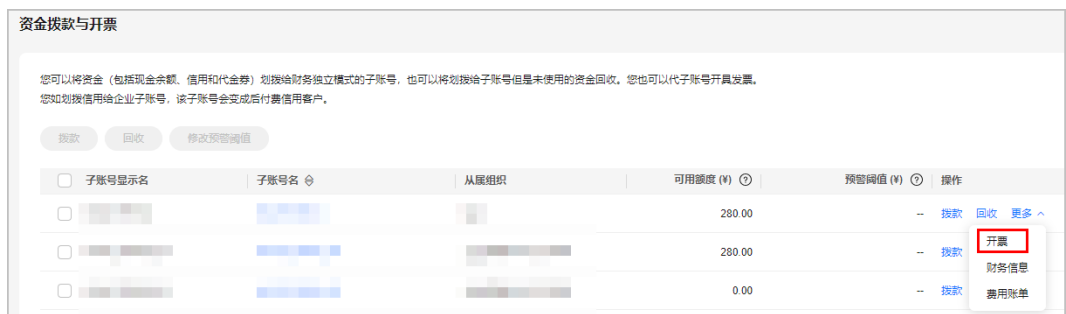 资金拨款与开票
您可以将资金（包括现金余额、信用和代金券）划拨给财务独立模式的子账号，也可以将划拨给子账号但是未使用的资金回收。您也可以代子账号开具发票。
您如划拨信用给企业子账号，该子账号会变成后付费信用客户。
拨款 回收 修改预警阈值
子账号显示名 子账号名 从属组织 可用额度 (¥) ? 预警阈值 (¥) ? 操作
280.00 -- 拨款 回收 更多
开票
280.00 -- 拨款
财务信息
0.00 -- 拨款
费用账单